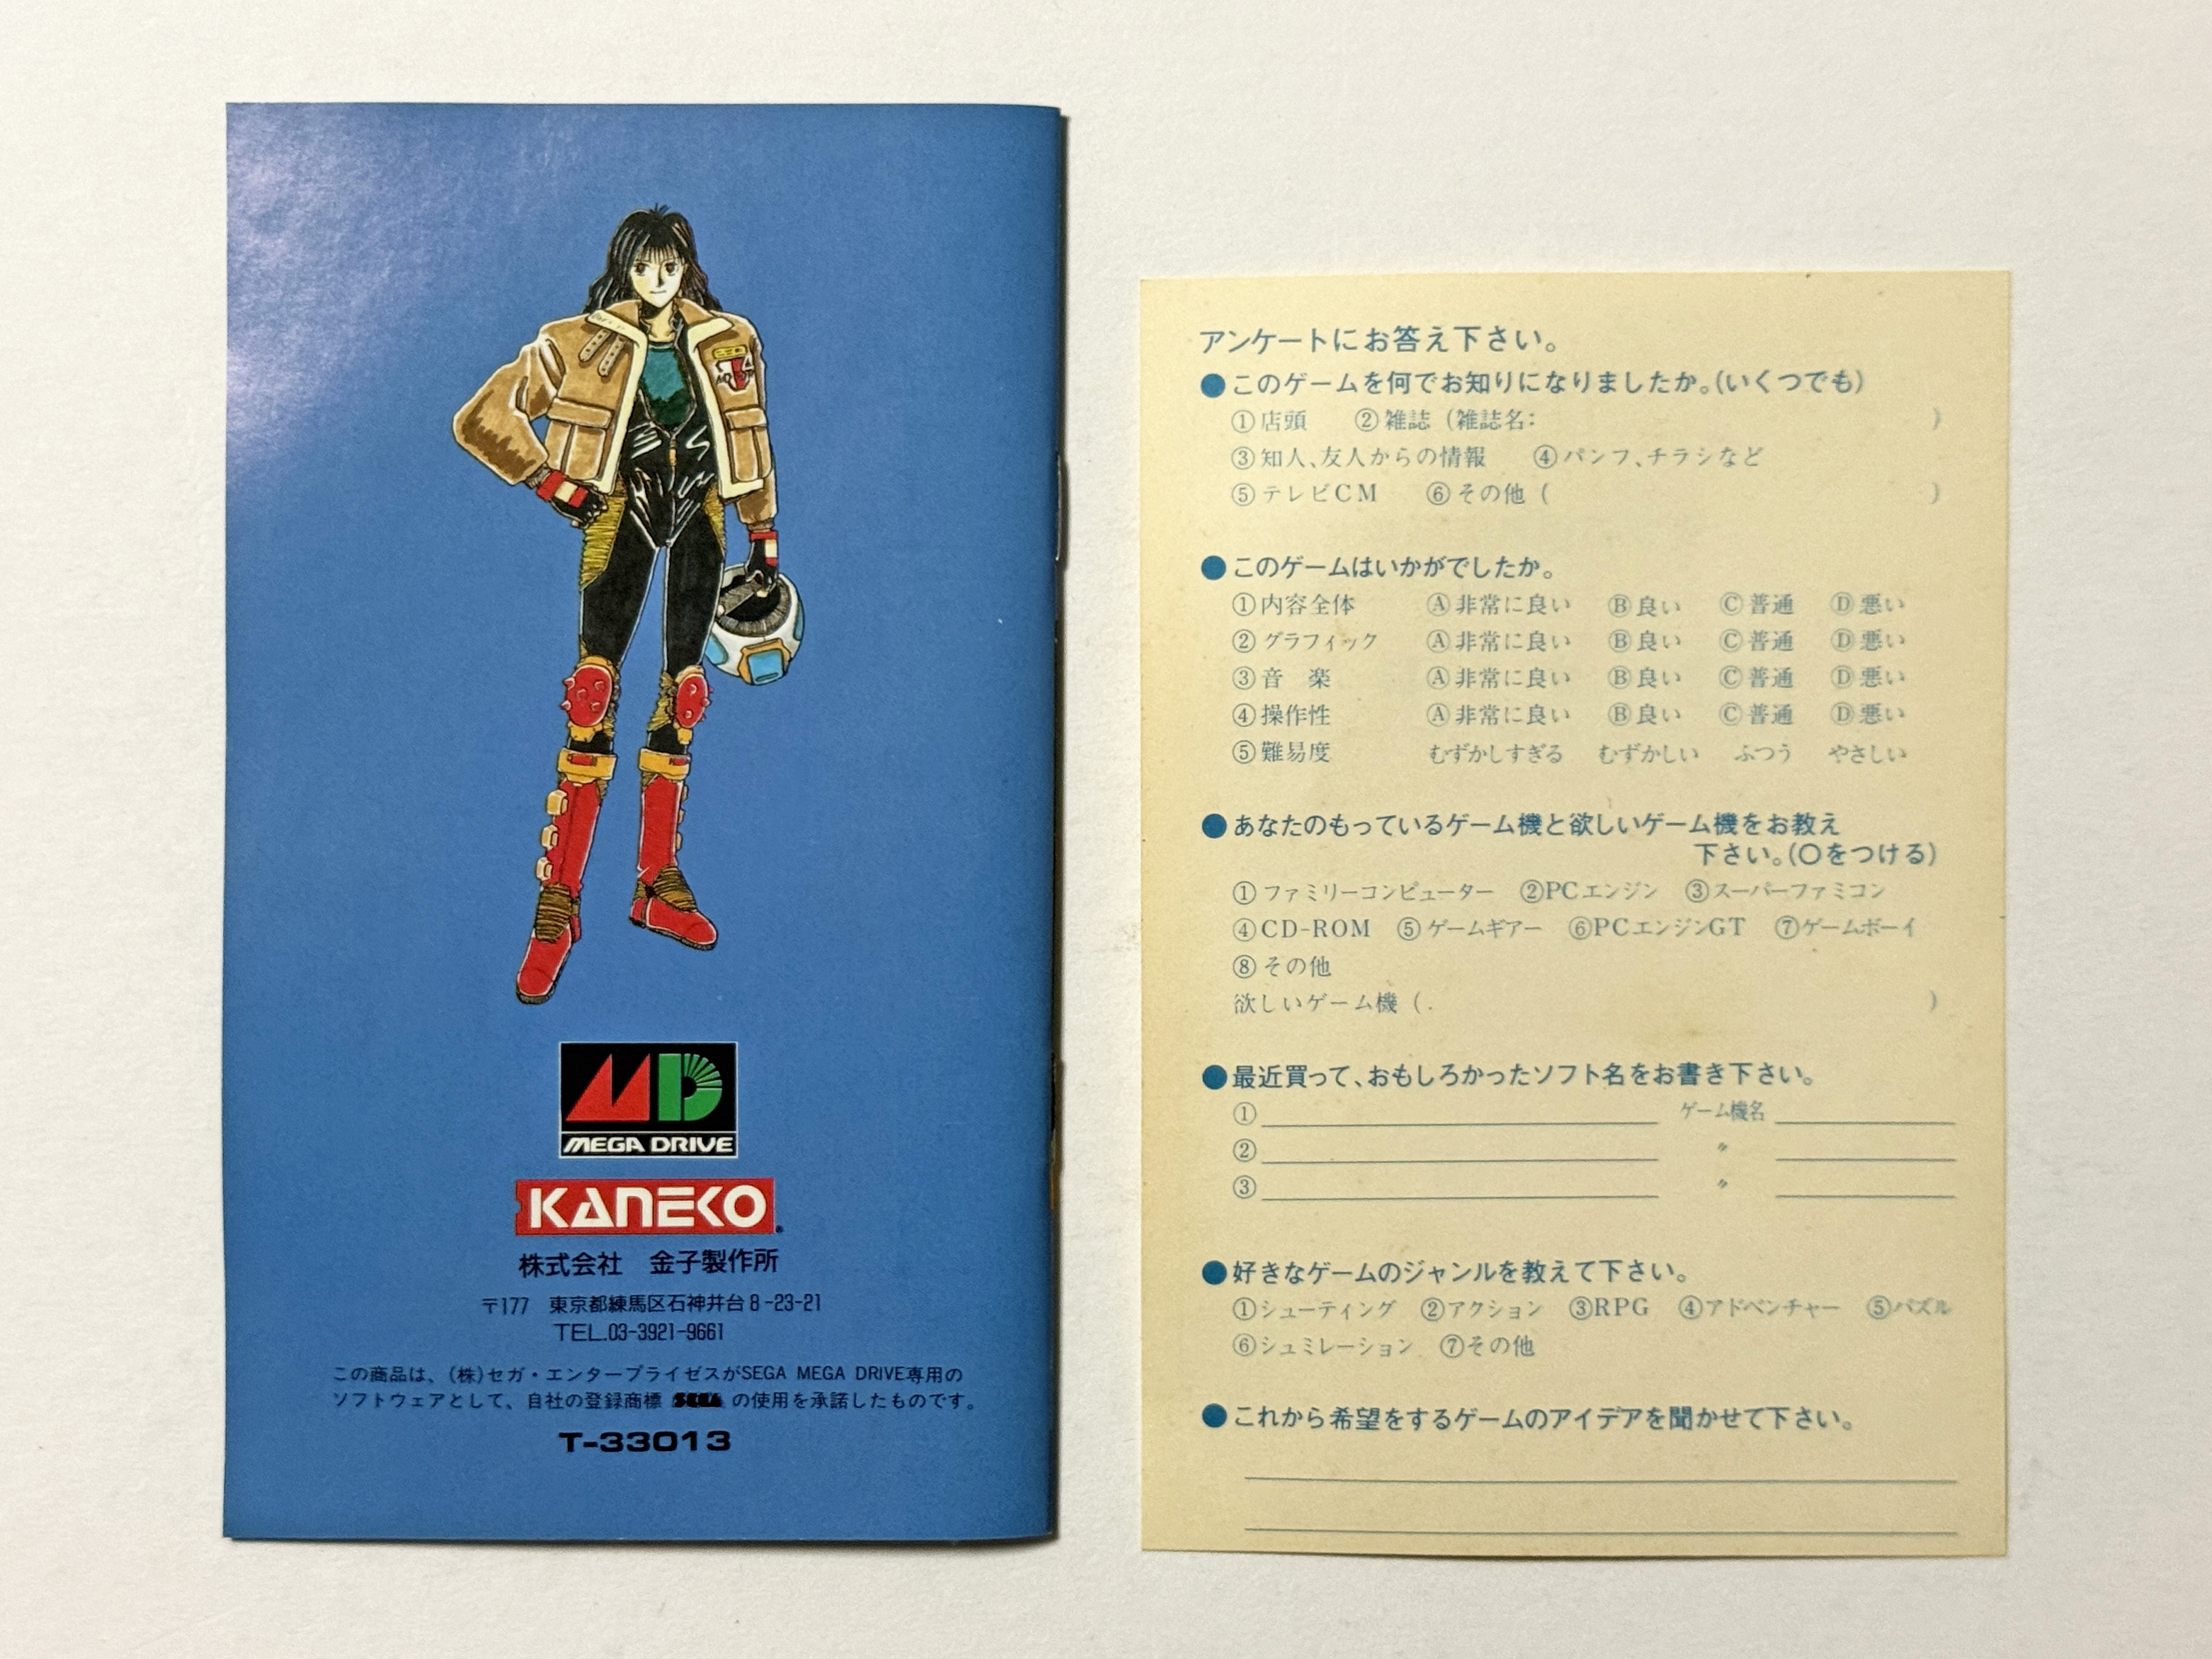 MD
MEGA DRIVE
KANEKO
株式会社　金子製作所
〒177　東京都練馬区石神井台8-23-21
TEL.03-3921-9661
この商品は、(株)セガ・エンタープライゼスがSEGA MEGA DRIVE専用の
ソフトウェアとして、自社の登録商標 SEGA の使用を承諾したものです。
T-33013
アンケートにお答え下さい。
●このゲームを何でお知りになりましたか。(いくつでも)
①店頭　②雑誌（雑誌名:　）
③知人、友人からの情報　④パンフ、チラシなど
⑤テレビCM　⑥その他（　）
●このゲームはいかがでしたか。
①内容全体　Ⓐ非常に良い　Ⓑ良い　Ⓒ普通　Ⓓ悪い
②グラフィック　Ⓐ非常に良い　Ⓑ良い　Ⓒ普通　Ⓓ悪い
③音　楽　Ⓐ非常に良い　Ⓑ良い　Ⓒ普通　Ⓓ悪い
④操作性　Ⓐ非常に良い　Ⓑ良い　Ⓒ普通　Ⓓ悪い
⑤難易度　むずかしすぎる　むずかしい　ふつう　やさしい
●あなたのもっているゲーム機と欲しいゲーム機をお教え
下さい。(○をつける)
①ファミリーコンピューター　②PCエンジン　③スーパーファミコン
④CD-ROM　⑤ゲームギアー　⑥PCエンジンGT　⑦ゲームボーイ
⑧その他
欲しいゲーム機（　）
●最近買って、おもしろかったソフト名をお書き下さい。
①　ゲーム機名
②　〃
③　〃
●好きなゲームのジャンルを教えて下さい。
①シューティング　②アクション　③RPG　④アドベンチャー　⑤パズル
⑥シュミレーション　⑦その他
●これから希望をするゲームのアイデアを聞かせて下さい。